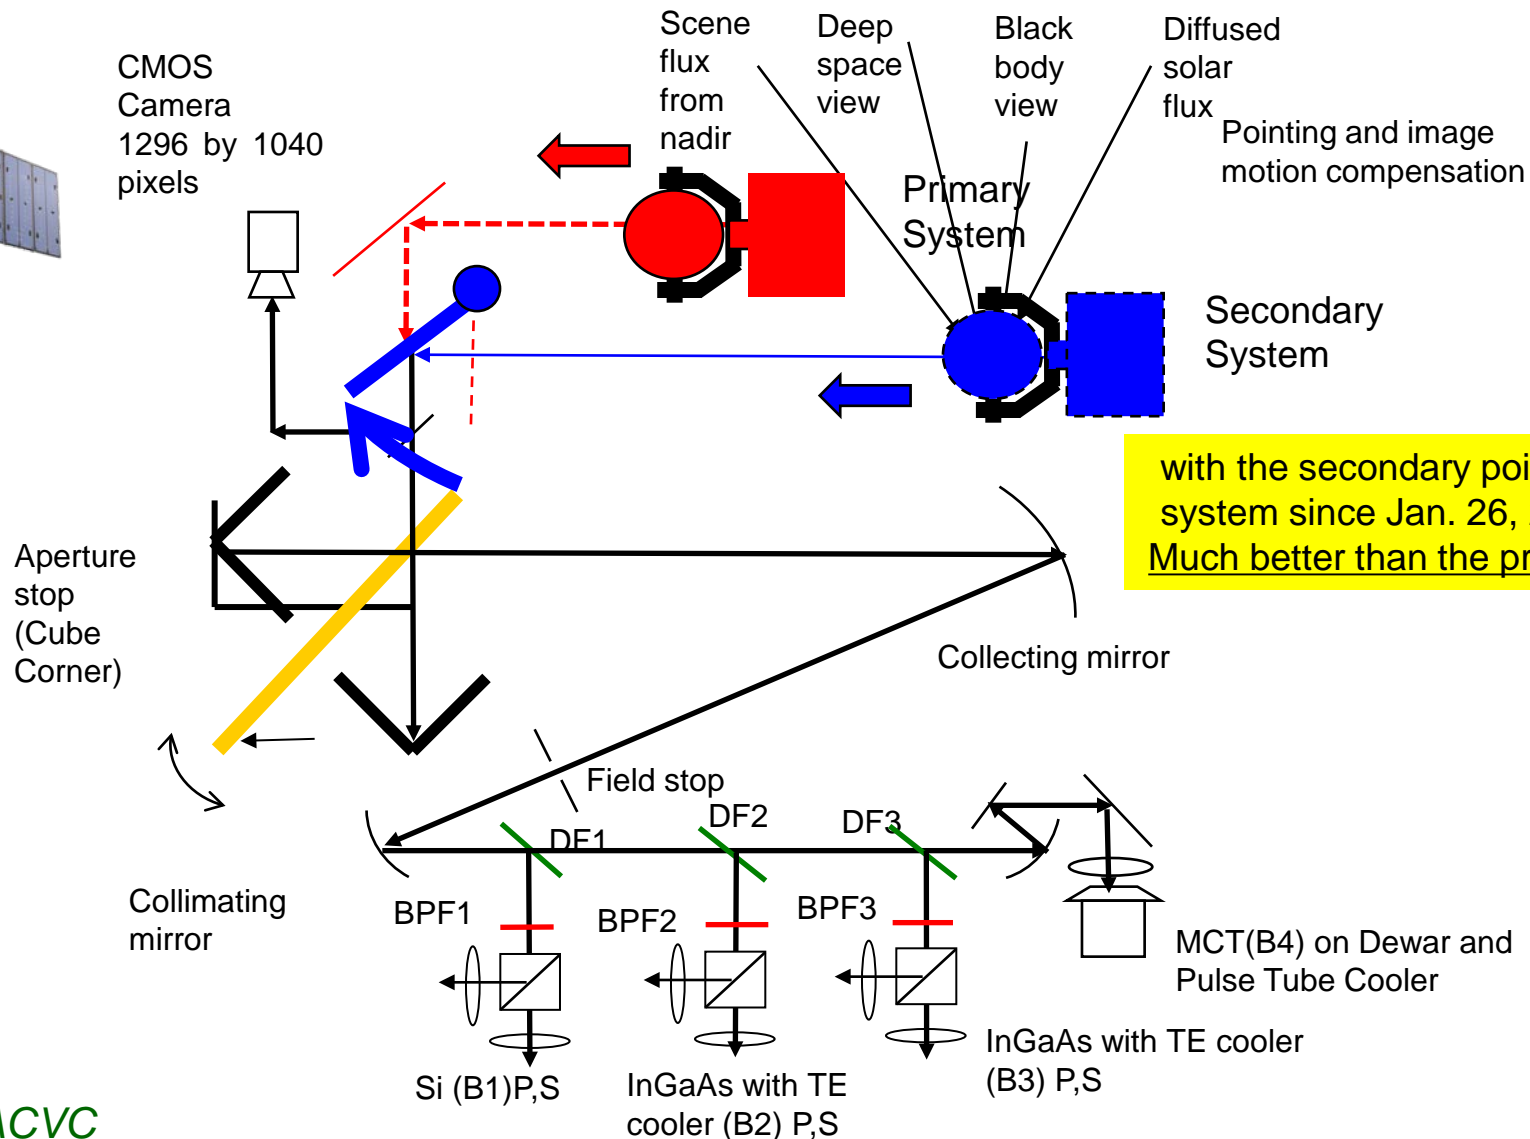 CMOS
Camera
1296 by 1040
pixels
Scene
flux
from
nadir
Deep
space
view
Black
body
view
Diffused
solar
flux
Pointing and image
motion compensation
Primary
System
Secondary
System
with the secondary
system since Jan. 26,
Much better than the
Aperture
stop
(Cube
Corner)
Collecting mirror
Field stop
DF1
DF2
DF3
Collimating
mirror
BPF1
BPF2
BPF3
MCT(B4) on Dewar and
Pulse Tube Cooler
Si (B1)P,S
InGaAs with TE
cooler (B2) P,S
InGaAs with TE cooler
(B3) P,S
ACVC